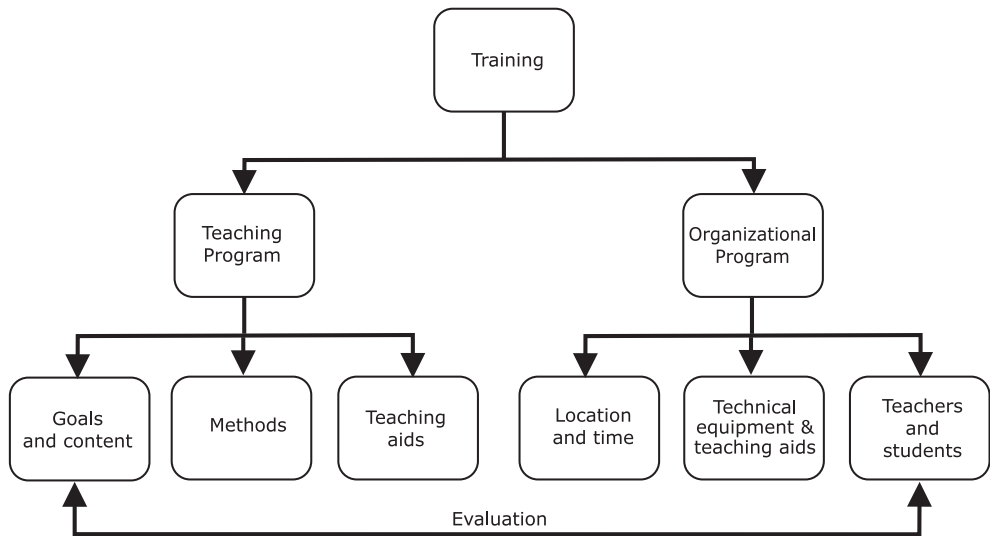 Training
Teaching
Program
Organizational
Program
Goals
and content
Methods
Teaching
aids
Location
and time
Technical
equipment &
teaching aids
Teachers
and
students
Evaluation